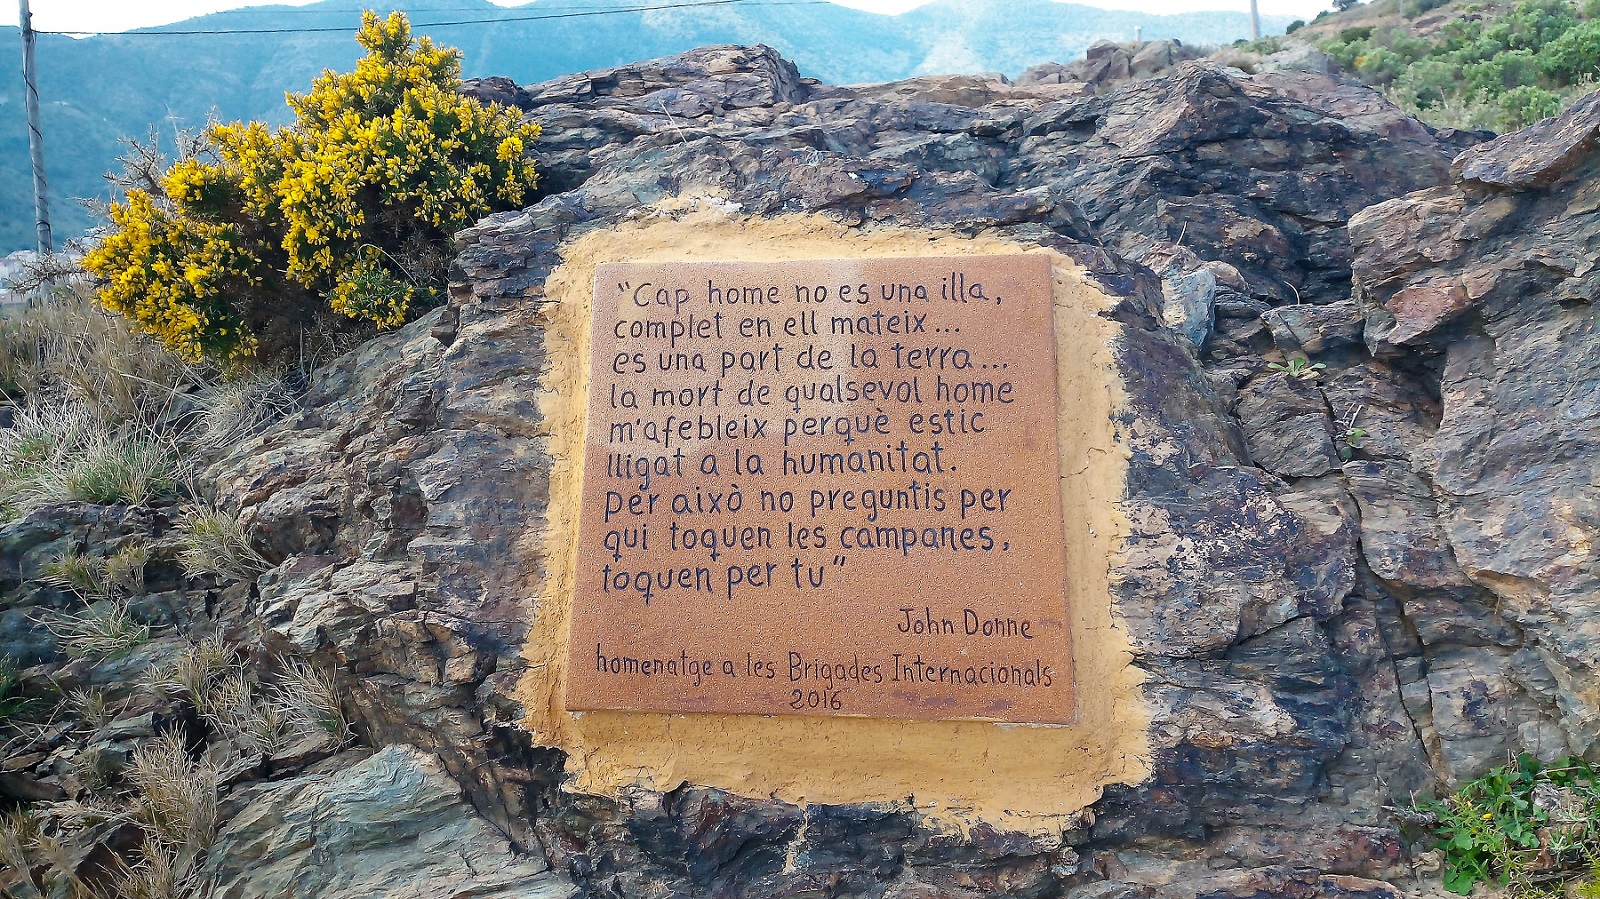 "Cap home no es una illa,
complet en ell mateix...
es una part de la terra...
la mort de qualsevol home
m'afebleix perquè estic
lligat a la humanitat.
per això no preguntis per
qui toquen les campanes,
toquen per tu"
John Donne
homenatge a les Brigades Internacionals
2016